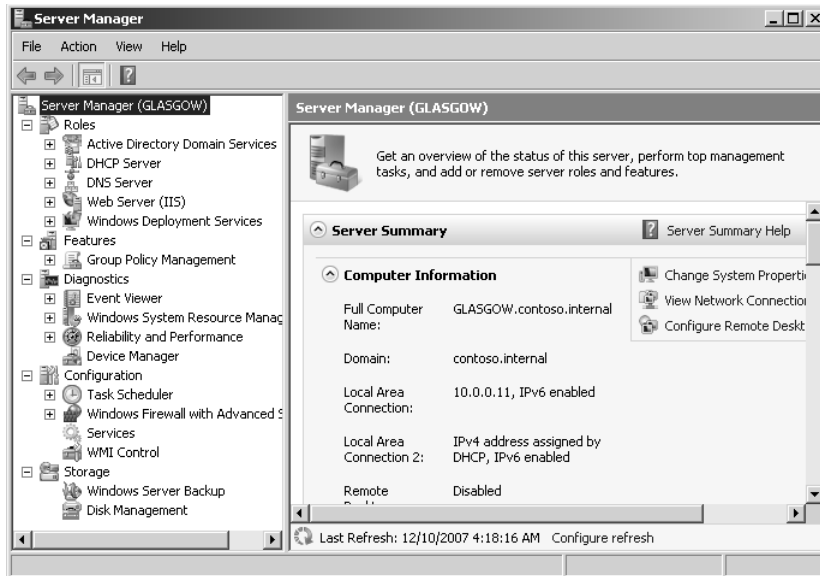 Server Manager
File Action View Help
Server Manager (GLASGOW)
Roles
Active Directory Domain Services
DHCP Server
DNS Server
Web Server (IIS)
Windows Deployment Services
Features
Group Policy Management
Diagnostics
Event Viewer
Windows System Resource Manag
Reliability and Performance
Device Manager
Configuration
Task Scheduler
Windows Firewall with Advanced S
Services
WMI Control
Storage
Windows Server Backup
Disk Management
Server Manager (GLASGOW)
Get an overview of the status of this server, perform top management
tasks, and add or remove server roles and features.
Server Summary
Server Summary Help
Computer Information
Full Computer
Name:
GLASGOW.contoso.internal
Domain:
contoso.internal
Local Area
Connection:
10.0.0.11, IPv6 enabled
Local Area
Connection 2:
IPv4 address assigned by
DHCP, IPv6 enabled
Remote
Disabled
Change System Properti
View Network Connection
Configure Remote Deskt
Last Refresh: 12/10/2007 4:18:16 AM Configure refresh